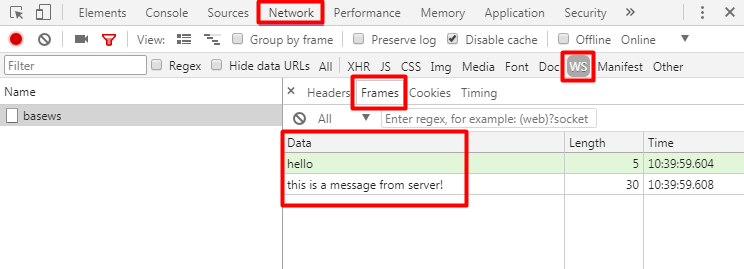 Elements Console Sources Network Performance Memory Application Security »
View: Group by frame Preserve log Disable cache Offline Online
Filter Regex Hide data URLs All XHR JS CSS Img Media Font Doc WS Manifest Other
Name
basews
× Headers Frames Cookies Timing
All Enter regex, for example: (web)?socket
Data Length Time
hello 5 10:39:59.604
this is a message from server! 30 10:39:59.608